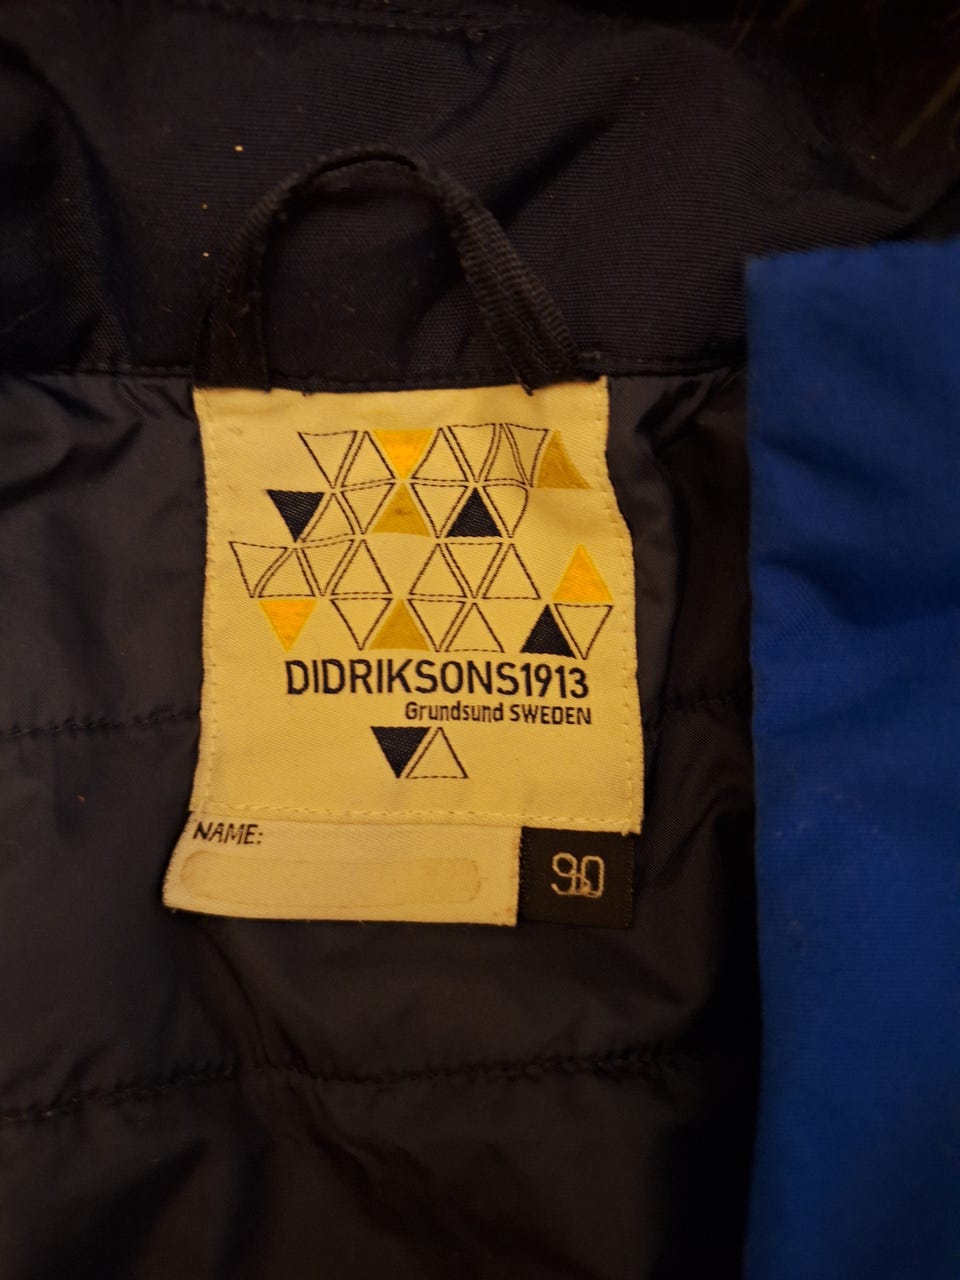 DIDRIKSONS1913
Grundsund SWEDEN
NAME:
90